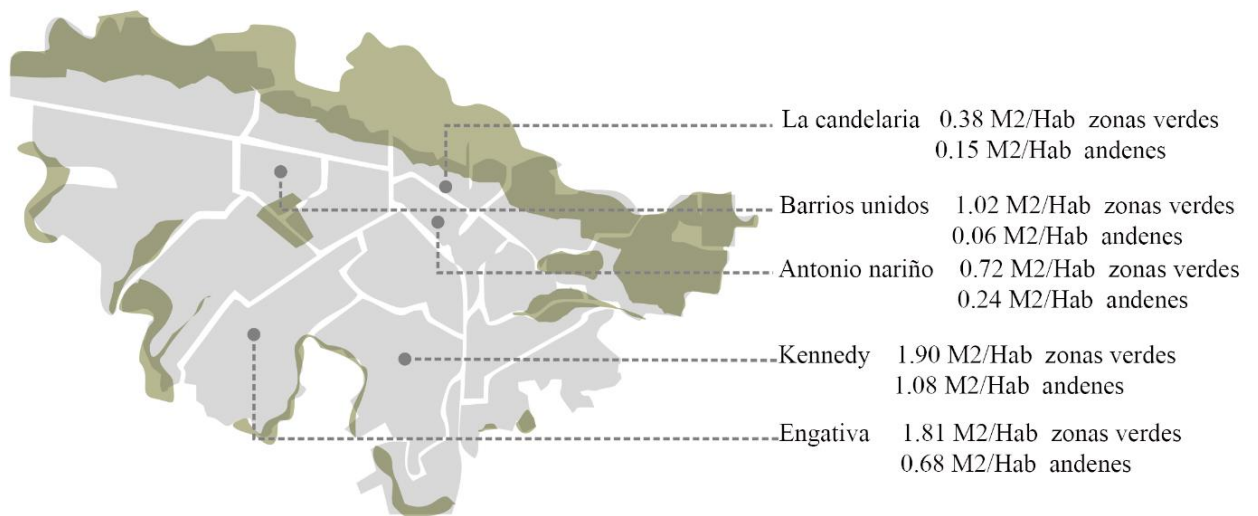 La candelaria 0.38 M2/Hab zonas verdes
0.15 M2/Hab andenes
Barrios unidos 1.02 M2/Hab zonas verdes
0.06 M2/Hab andenes
Antonio nariño 0.72 M2/Hab zonas verdes
0.24 M2/Hab andenes
Kennedy 1.90 M2/Hab zonas verdes
1.08 M2/Hab andenes
Engativa 1.81 M2/Hab zonas verdes
0.68 M2/Hab andenes